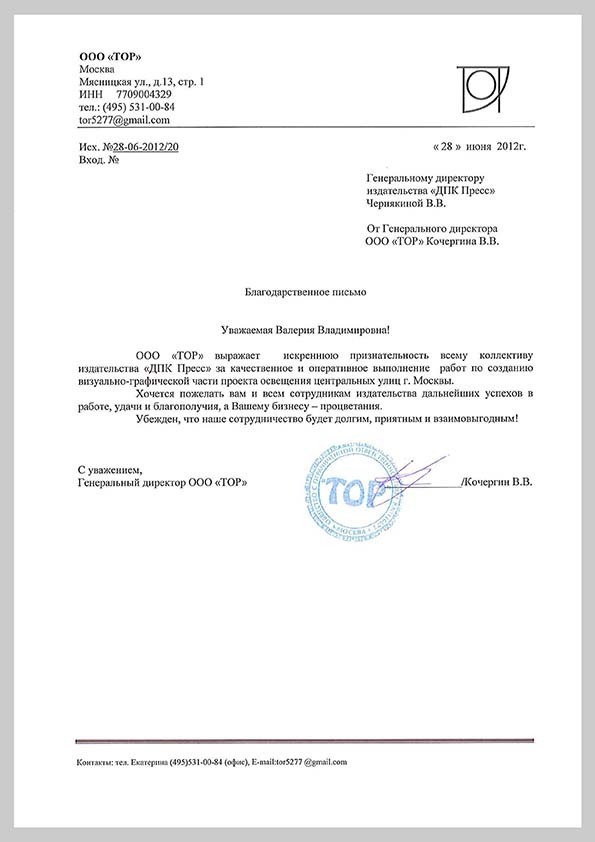 ООО «ТОР»
Москва
Мясницкая ул., д.13, стр. 1
ИНН 7709004329
тел.: (495) 531-00-84
tor5277@gmail.com
Исх. №28-06-2012/20
« 28 » июня 2012г.
Вход. №
Генеральному директору
издательства «ДПК Пресс»
Чернякиной В.В.
От Генерального директора
ООО «ТОР» Кочергина В.В.
Благодарственное письмо
Уважаемая Валерия Владимировна!
ООО «ТОР» выражает искреннюю признательность всему коллективу
издательства «ДПК Пресс» за качественное и оперативное выполнение работ по созданию
визуально-графической части проекта освещения центральных улиц г. Москвы.
Хочется пожелать вам и всем сотрудникам издательства дальнейших успехов в
работе, удачи и благополучия, а Вашему бизнесу – процветания.
Убежден, что наше сотрудничество будет долгим, приятным и взаимовыгодным!
С уважением,
Генеральный директор ООО «ТОР»
/Кочергин В.В.
"ТОР"
ОБЩЕСТВО С ОГРАНИЧЕННОЙ ОТВЕТСТВЕННОСТЬЮ
МОСКВА
Контакты: тел. Екатерина (495)531-00-84 (офис), E-mail:tor5277 @gmail.com